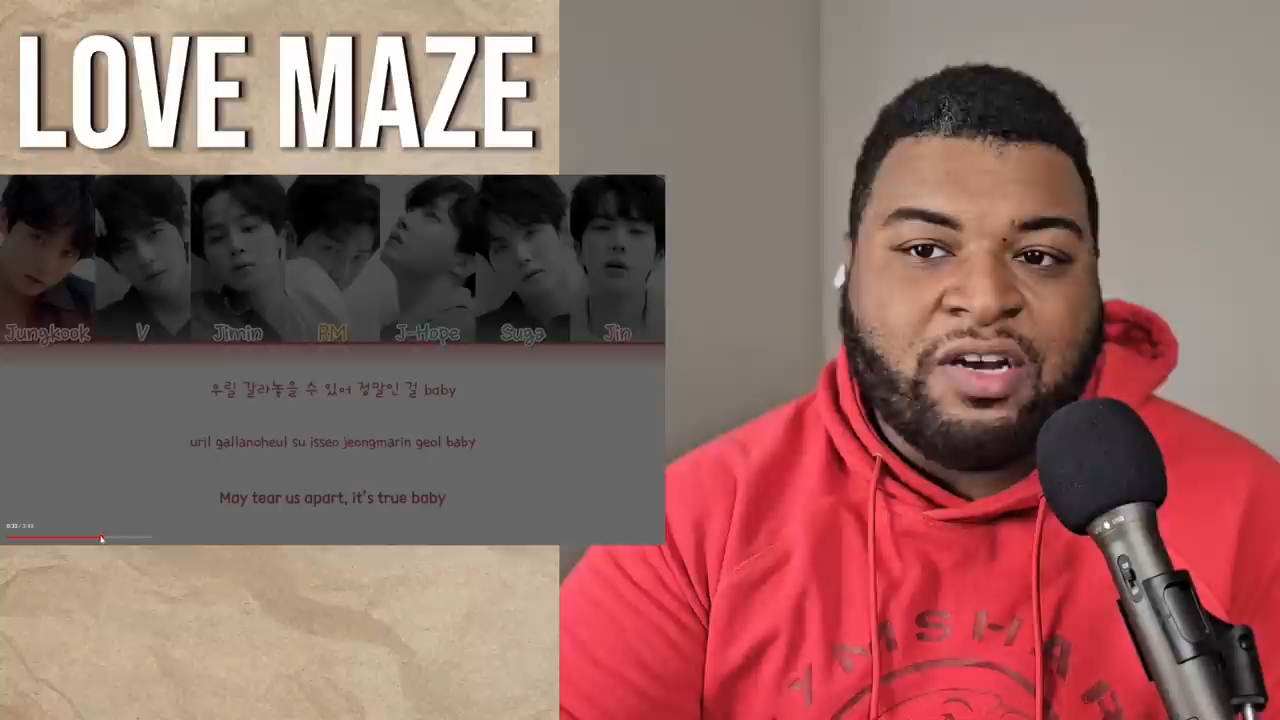 LOVE MAZE
Jungkook V Jimin RM J-Hope Suga Jin
우릴 갈라놓을 수 있어 정말인 걸 baby
uril gallanoheul su isseo jeongmarin geol baby
May tear us apart, it's true baby